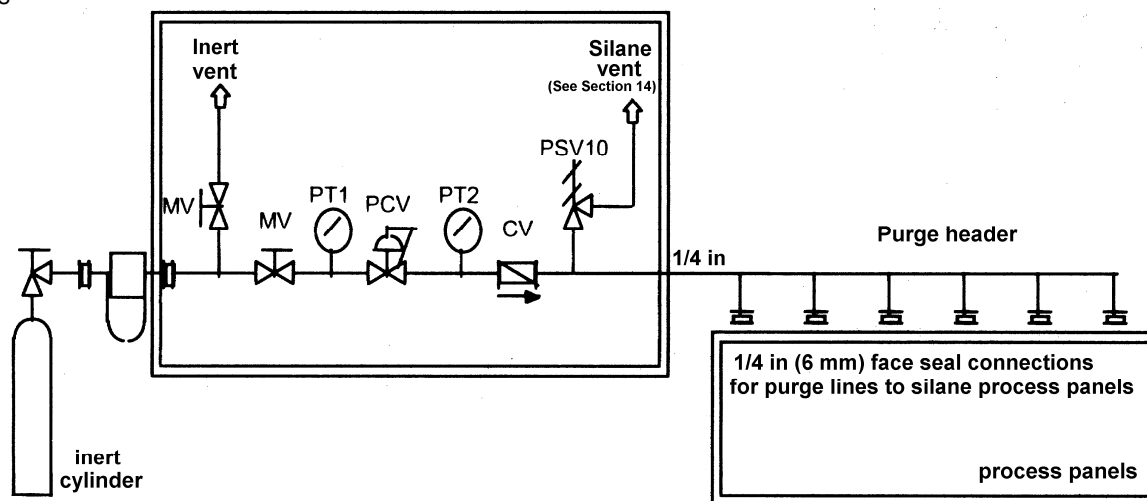 Inert
vent
Silane
vent
(See Section 14)
PSV10
MV
MV
PT1
PCV
PT2
CV
Purge header
1/4 in
1/4 in (6 mm) face seal connections
for purge lines to silane process panels
process panels
inert
cylinder